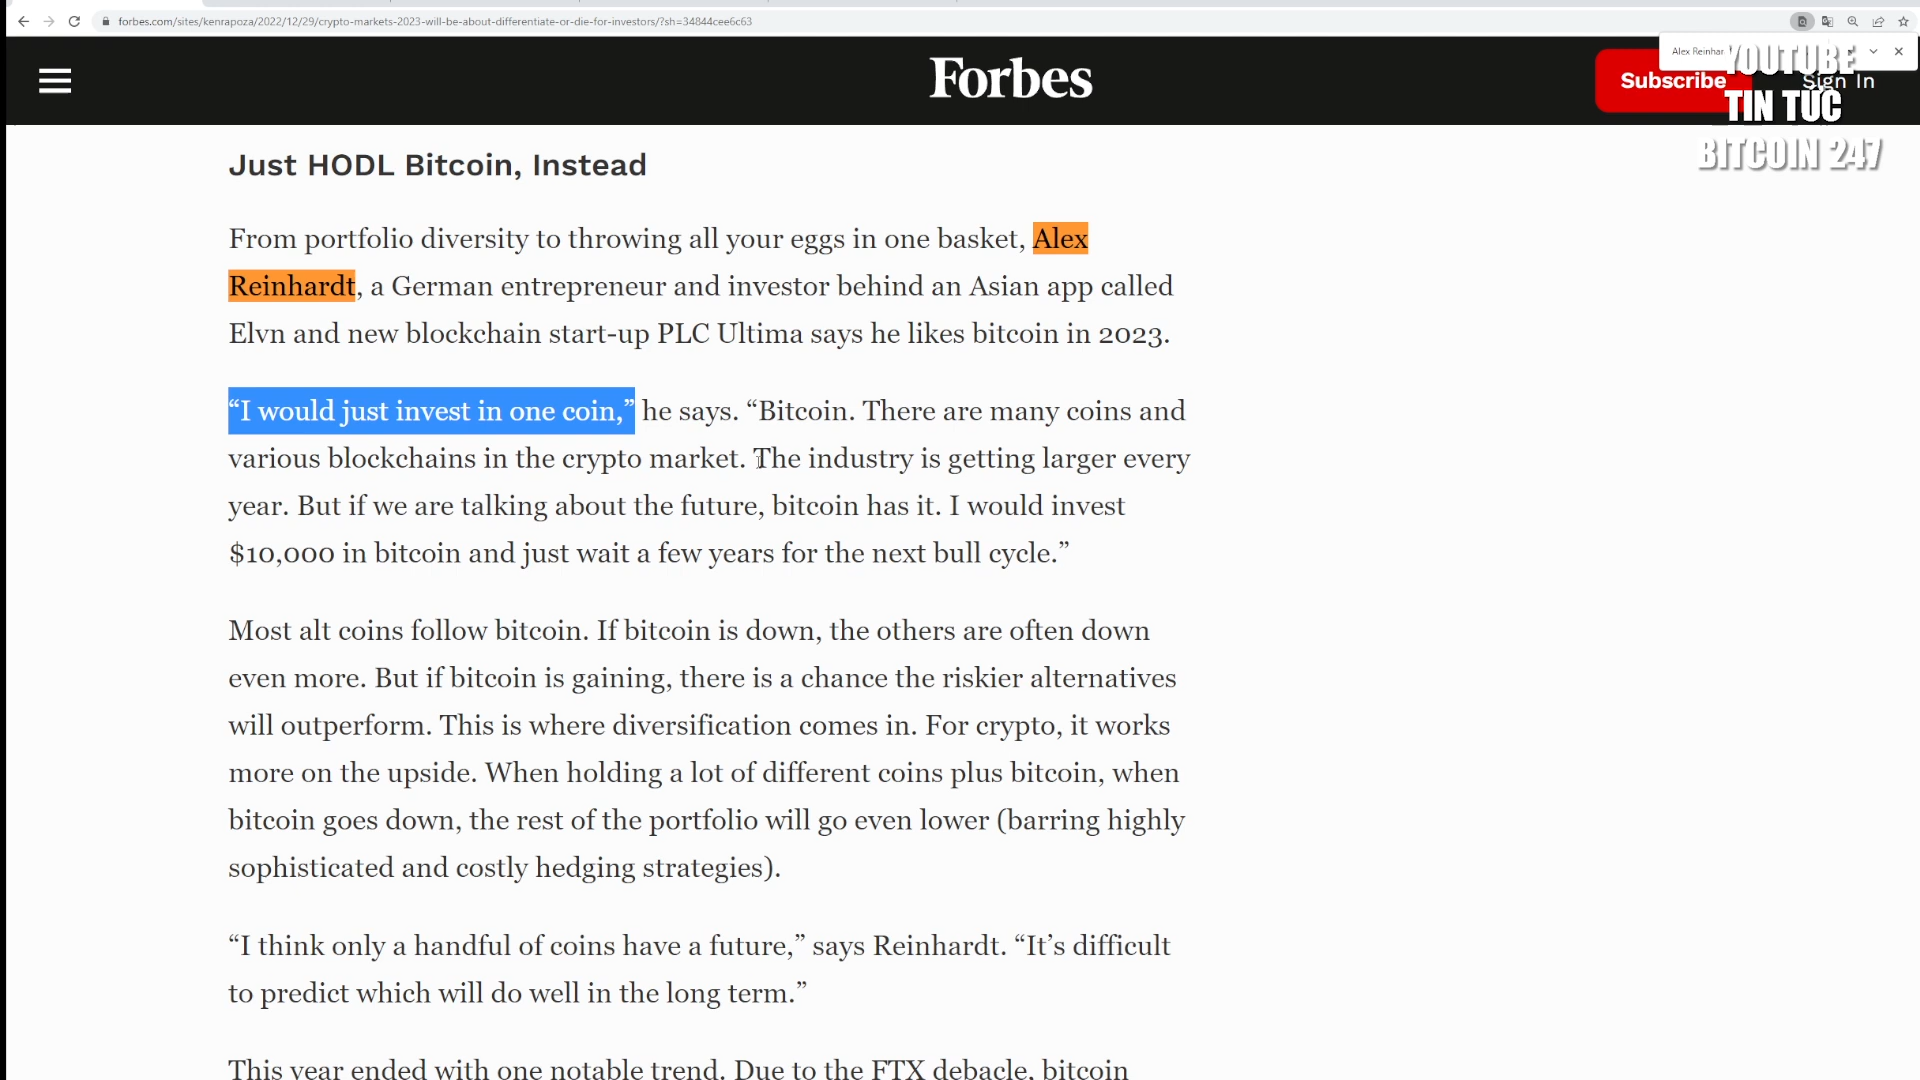 forbes.com/sites/kenrapoza/2022/12/29/crypto-markets-2023-will-be-about-differentiate-or-die-for-investors/?sh=34844cee6c63
Alex Reinhar
Forbes
Subscribe
Sign In
YOUTUBE
TIN TUC
BITCOIN 247
Just HODL Bitcoin, Instead
From portfolio diversity to throwing all your eggs in one basket, Alex
Reinhardt, a German entrepreneur and investor behind an Asian app called
Elvn and new blockchain start-up PLC Ultima says he likes bitcoin in 2023.
“I would just invest in one coin,” he says. “Bitcoin. There are many coins and
various blockchains in the crypto market. The industry is getting larger every
year. But if we are talking about the future, bitcoin has it. I would invest
$10,000 in bitcoin and just wait a few years for the next bull cycle.”
Most alt coins follow bitcoin. If bitcoin is down, the others are often down
even more. But if bitcoin is gaining, there is a chance the riskier alternatives
will outperform. This is where diversification comes in. For crypto, it works
more on the upside. When holding a lot of different coins plus bitcoin, when
bitcoin goes down, the rest of the portfolio will go even lower (barring highly
sophisticated and costly hedging strategies).
“I think only a handful of coins have a future,” says Reinhardt. “It’s difficult
to predict which will do well in the long term.”
This year ended with one notable trend. Due to the FTX debacle, bitcoin